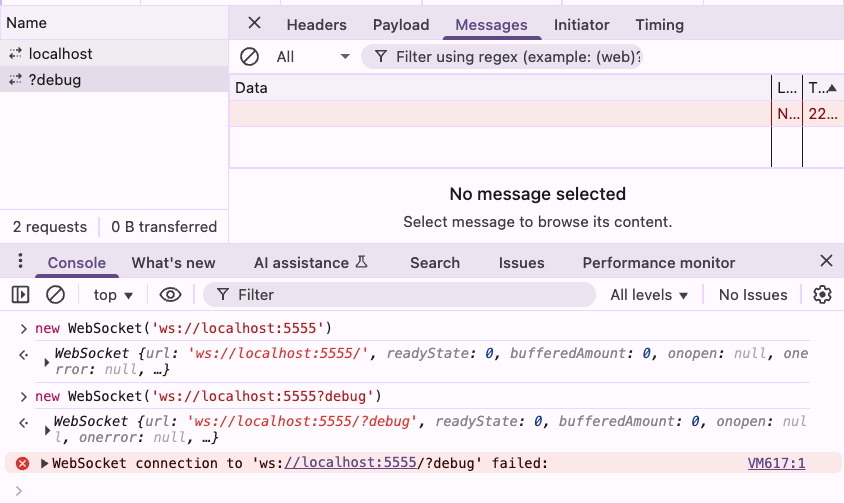 Name
localhost
?debug
2 requests 0 B transferred
Headers Payload Messages Initiator Timing
All Filter using regex (example: (web)?
Data L... T...
N... 22...
No message selected
Select message to browse its content.
Console What's new AI assistance Search Issues Performance monitor
top Filter All levels No Issues
new WebSocket('ws://localhost:5555')
WebSocket {url: 'ws://localhost:5555/', readyState: 0, bufferedAmount: 0, onopen: null, one
rror: null, …}
new WebSocket('ws://localhost:5555?debug')
WebSocket {url: 'ws://localhost:5555/?debug', readyState: 0, bufferedAmount: 0, onopen: nul
l, onerror: null, …}
WebSocket connection to 'ws://localhost:5555/?debug' failed: VM617:1